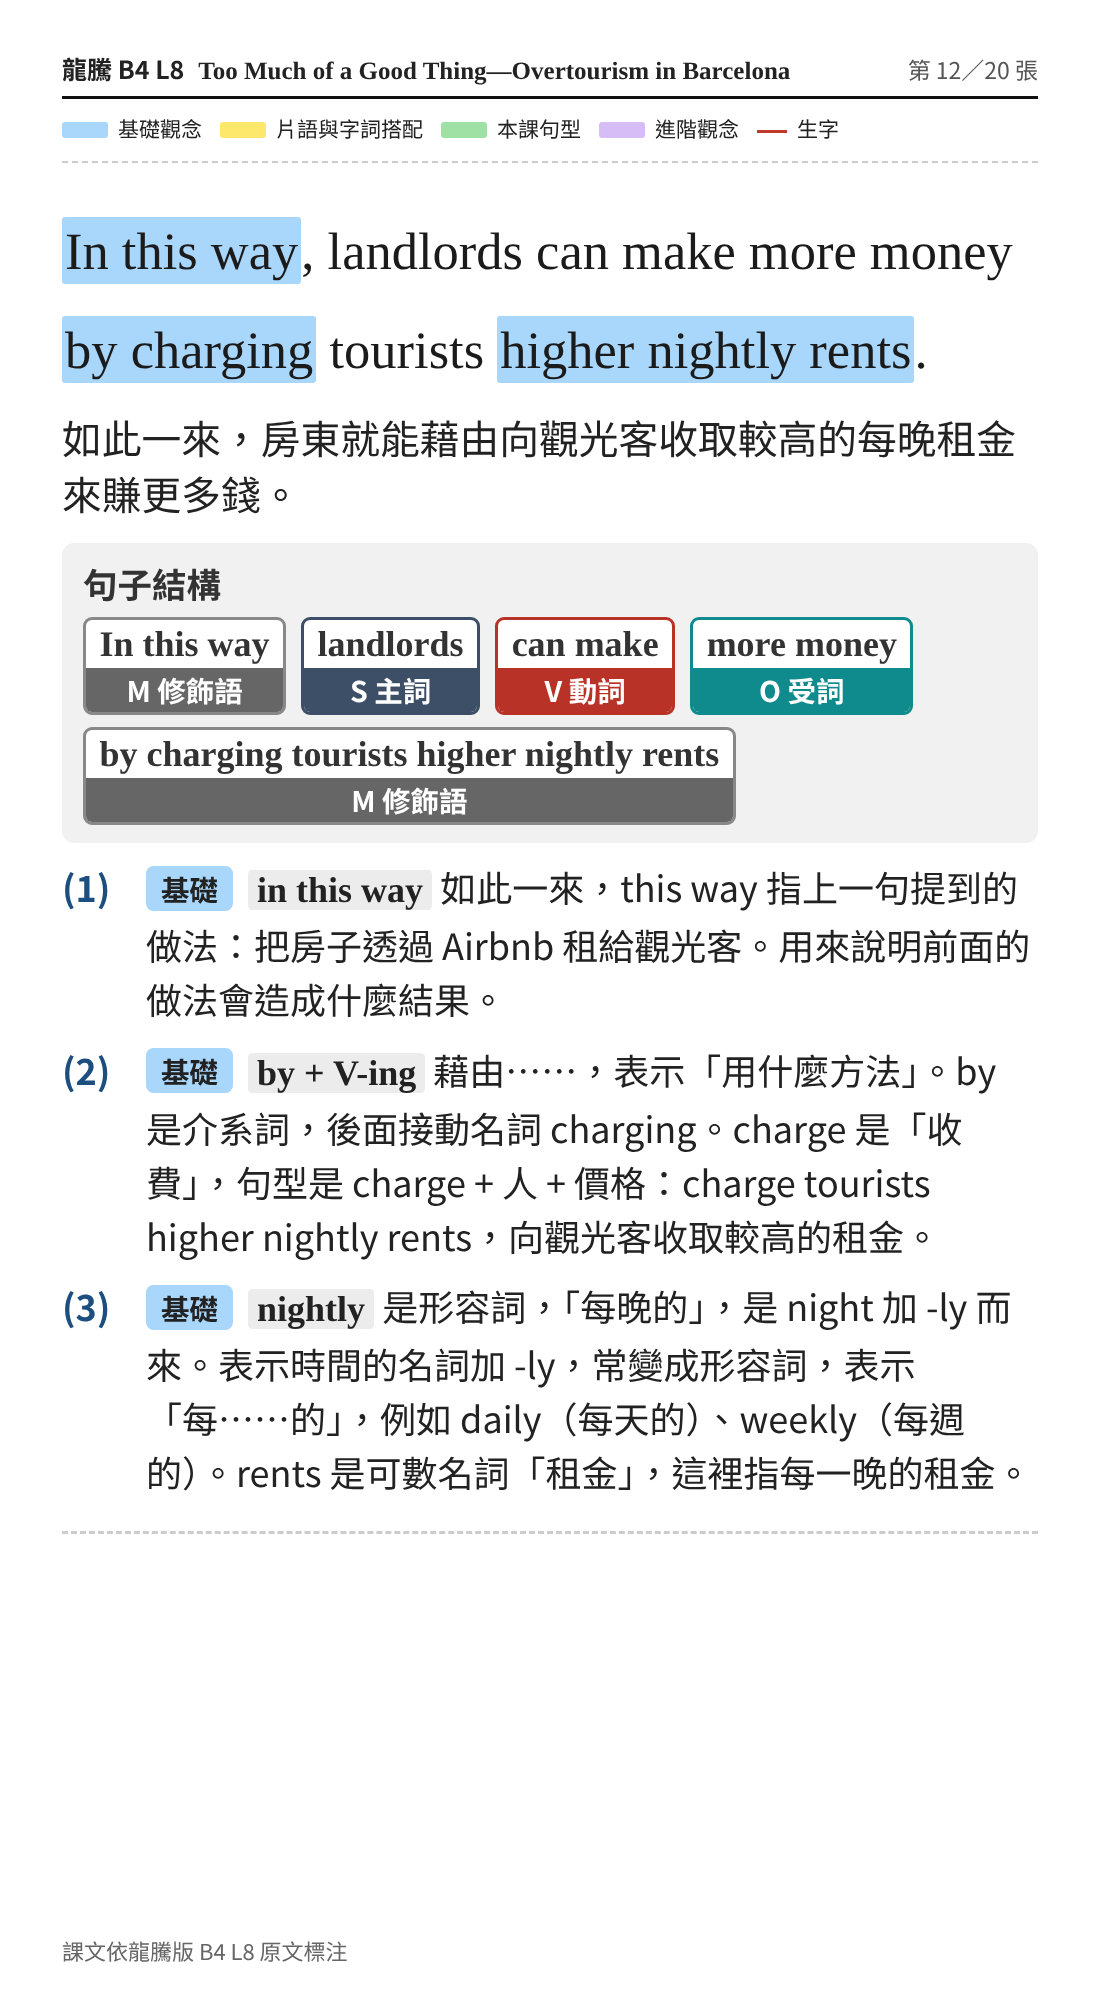 龍騰 B4 L8 Too Much of a Good Thing—Overtourism in Barcelona 第 12／20 張
基礎觀念 片語與字詞搭配 本課句型 進階觀念 生字
In this way, landlords can make more money
by charging tourists higher nightly rents.
如此一來，房東就能藉由向觀光客收取較高的每晚租金
來賺更多錢。
句子結構
In this way landlords can make more money
M 修飾語 S 主詞 V 動詞 O 受詞
by charging tourists higher nightly rents
M 修飾語
(1) 基礎 in this way 如此一來，this way 指上一句提到的
做法：把房子透過 Airbnb 租給觀光客。用來說明前面的
做法會造成什麼結果。
(2) 基礎 by + V-ing 藉由⋯⋯，表示「用什麼方法」。by
是介系詞，後面接動名詞 charging。charge 是「收
費」，句型是 charge + 人 + 價格：charge tourists
higher nightly rents，向觀光客收取較高的租金。
(3) 基礎 nightly 是形容詞，「每晚的」，是 night 加 -ly 而
來。表示時間的名詞加 -ly，常變成形容詞，表示
「每⋯⋯的」，例如 daily（每天的）、weekly（每週
的）。rents 是可數名詞「租金」，這裡指每一晚的租金。
課文依龍騰版 B4 L8 原文標注